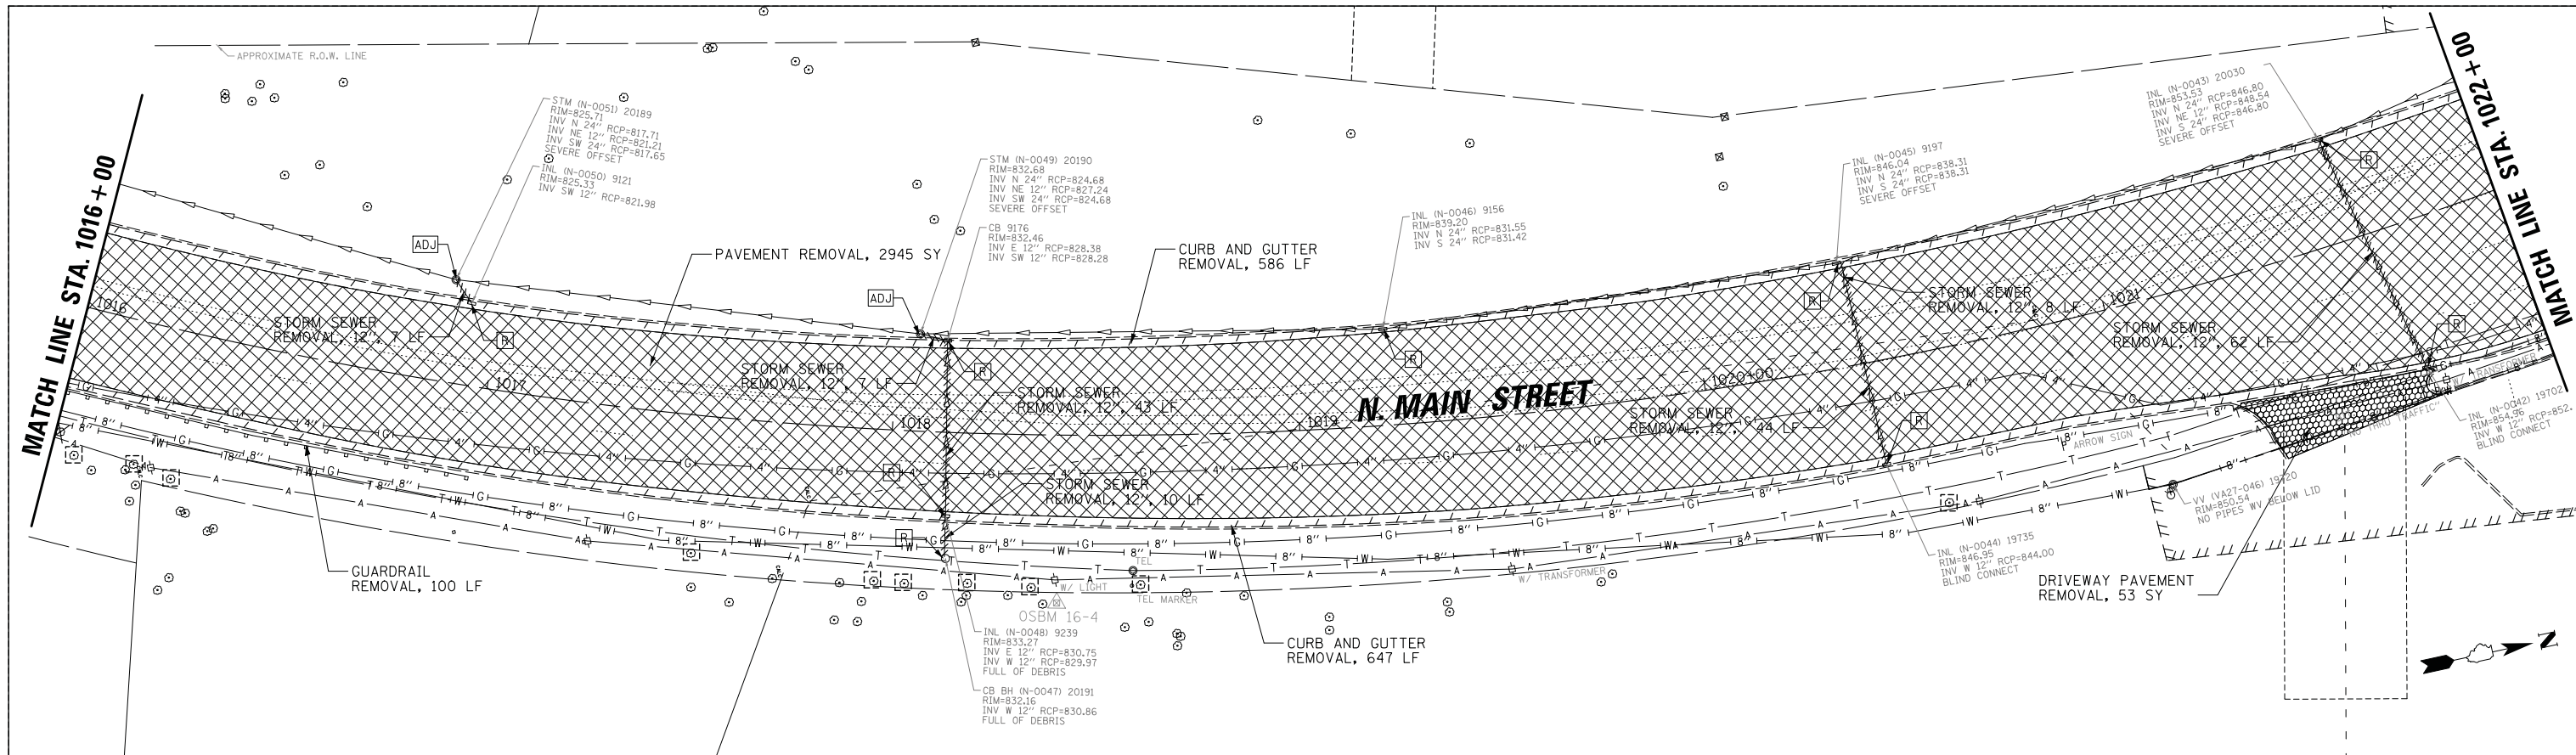 APPROXIMATE R.O.W. LINE
MATCH LINE STA. 1016+00
MATCH LINE STA. 1022+00
STM (N-0051) 20189
RIM=825.71
INV N 24" RCP=817.71
INV NE 12" RCP=821.21
INV SW 24" RCP=817.65
SEVERE OFFSET
INL (N-0050) 9121
RIM=825.33
INV SW 12" RCP=821.98
STM (N-0049) 20190
RIM=832.68
INV N 24" RCP=824.68
INV NE 12" RCP=827.24
INV SW 24" RCP=824.68
SEVERE OFFSET
CB 9176
RIM=832.46
INV E 12" RCP=828.38
INV SW 12" RCP=828.28
INL (N-0046) 9156
RIM=839.20
INV N 24" RCP=831.55
INV S 24" RCP=831.42
INL (N-0045) 9197
RIM=846.04
INV N 24" RCP=838.31
INV S 24" RCP=838.31
SEVERE OFFSET
INL (N-0043) 20030
RIM=853.53
INV N 24" RCP=846.80
INV NE 12" RCP=848.54
INV S 24" RCP=846.80
SEVERE OFFSET
ADJ
ADJ
PAVEMENT REMOVAL, 2945 SY
CURB AND GUTTER
REMOVAL, 586 LF
STORM SEWER
REMOVAL, 12", 7 LF
STORM SEWER
REMOVAL, 12", 7 LF
STORM SEWER
REMOVAL, 12", 43 LF
STORM SEWER
REMOVAL, 12", 10 LF
STORM SEWER
REMOVAL, 12", 44 LF
STORM SEWER
REMOVAL, 12", 8 LF
STORM SEWER
REMOVAL, 12", 62 LF
R
R
R
R
R
R
R
R
R
1016
1017
1018
1019
1020+00
1021
N. MAIN STREET
GUARDRAIL
REMOVAL, 100 LF
TEL
W/ LIGHT
TEL MARKER
OSBM 16-4
W/ TRANSFORMER
INL (N-0048) 9239
RIM=833.27
INV E 12" RCP=830.75
INV W 12" RCP=829.97
FULL OF DEBRIS
CB BH (N-0047) 20191
RIM=832.16
INV W 12" RCP=830.86
FULL OF DEBRIS
CURB AND GUTTER
REMOVAL, 647 LF
INL (N-0044) 19735
RIM=846.95
INV W 12" RCP=844.00
BLIND CONNECT
ARROW SIGN
VV (VA27-046) 19720
RIM=850.54
NO PIPES WV BELOW LID
DRIVEWAY PAVEMENT
REMOVAL, 53 SY
W/ TRANSFORMER
THRU TRAFFIC"
INL (N-0042) 19702
RIM=854.96
INV W 12" RCP=852.
BLIND CONNECT
N